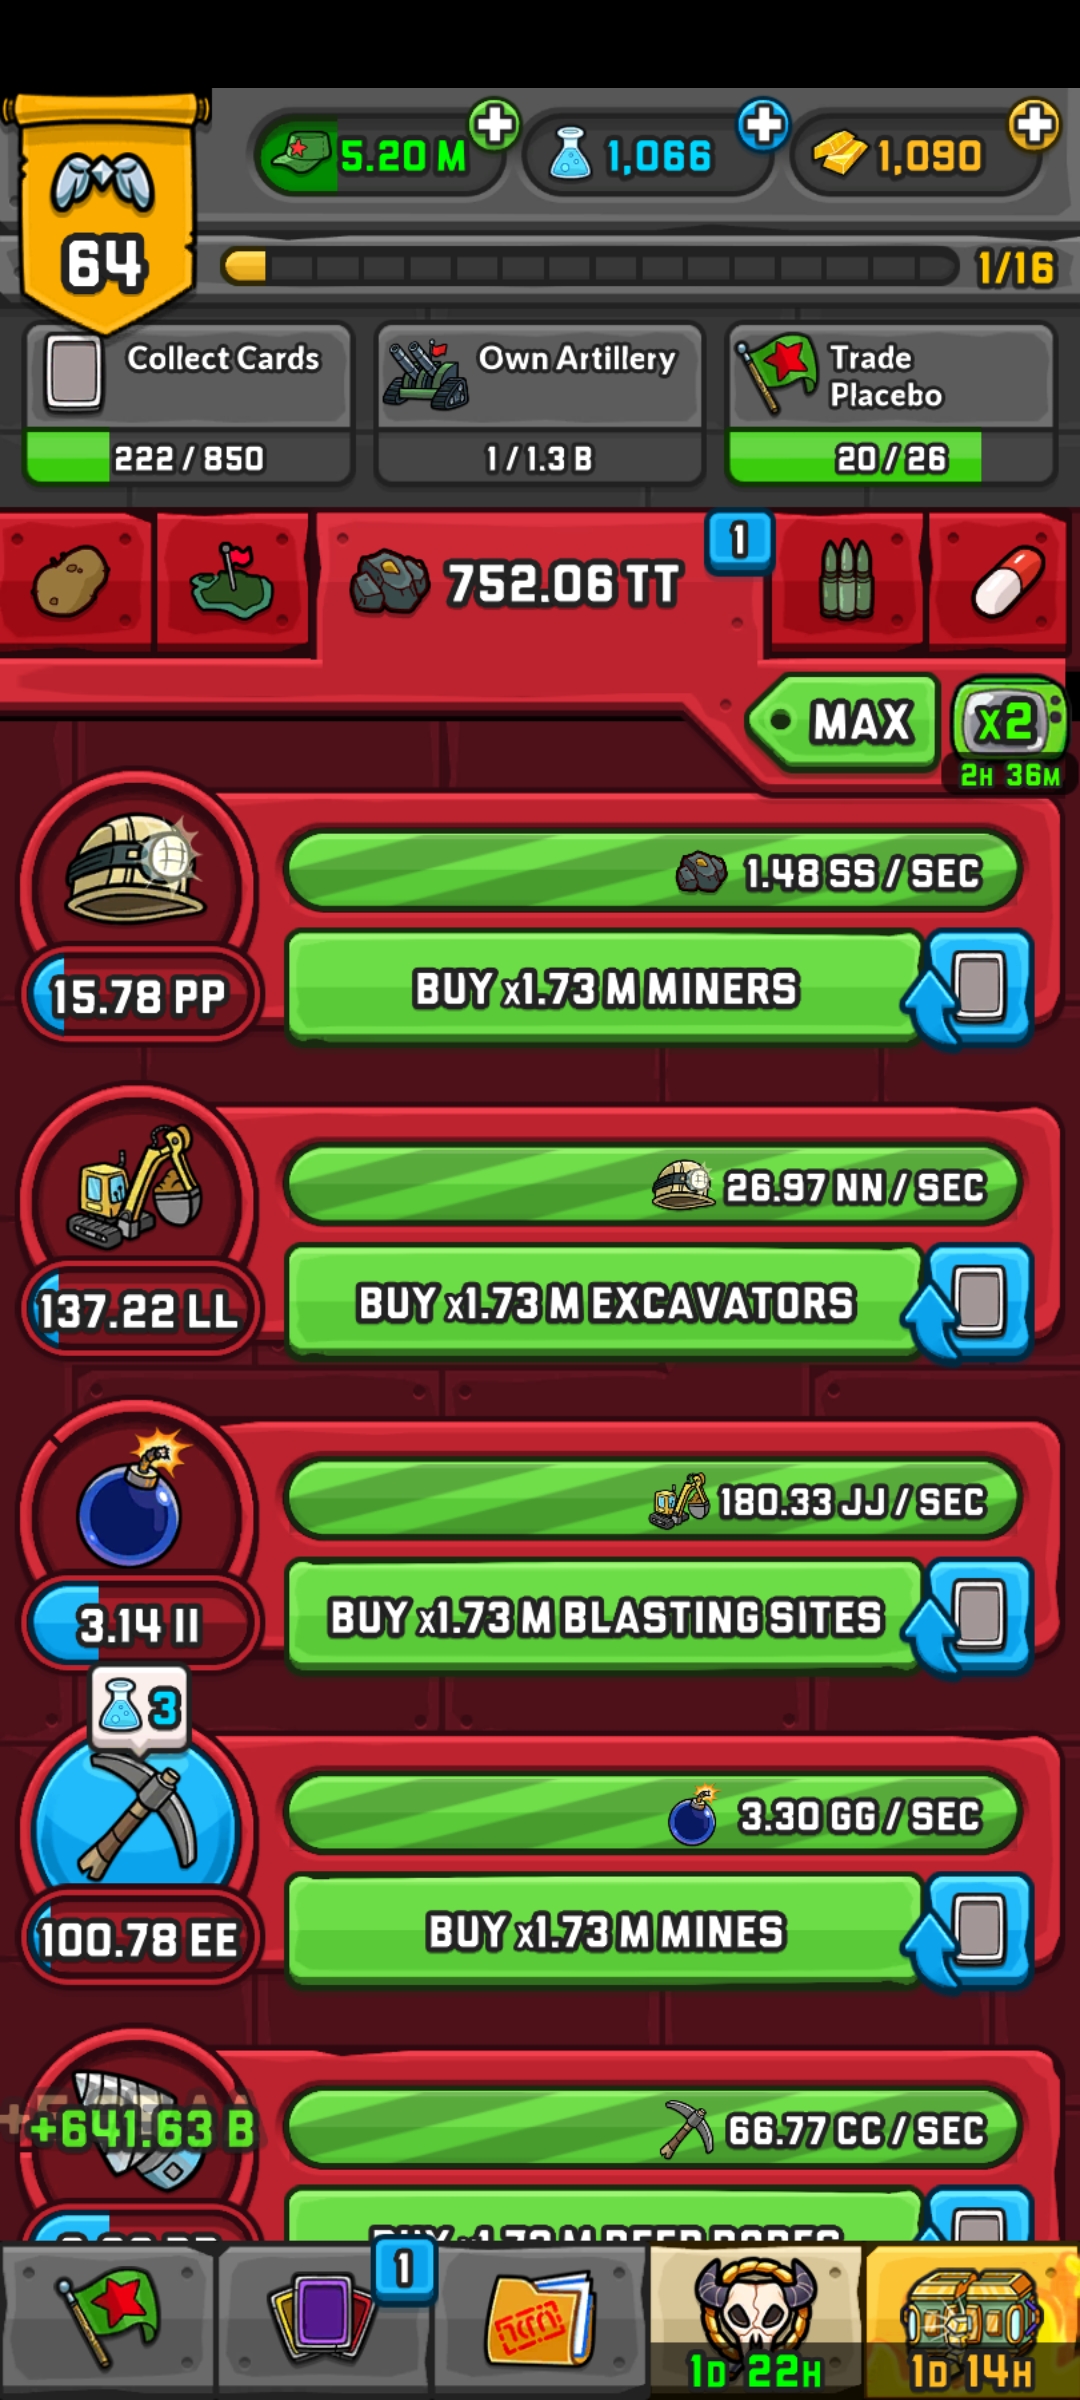 64
5.20 M
1,066
1,090
1/16
Collect Cards
222 / 850
Own Artillery
1 / 1.3 B
Trade
Placebo
20 / 26
752.06 TT
1
MAX
x2
2H 36M
1.48 SS / SEC
15.78 PP
BUY x1.73 M MINERS
26.97 NN / SEC
137.22 LL
BUY x1.73 M EXCAVATORS
180.33 JJ / SEC
3.14 II
BUY x1.73 M BLASTING SITES
3
3.30 GG / SEC
100.78 EE
BUY x1.73 M MINES
+641.63 B
66.77 CC / SEC
BUY x1.73 M
1
1D 22H
1D 14H